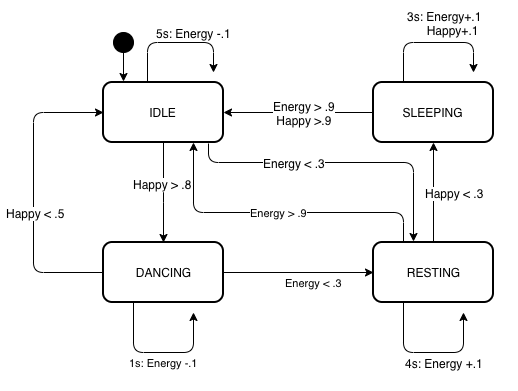 3s: Energy+.1
Happy+.1
5s: Energy -.1
IDLE
Energy > .9
Happy >.9
SLEEPING
Energy < .3
Happy > .8
Happy < .3
Happy < .5
Energy > .9
DANCING
RESTING
Energy < .3
1s: Energy -.1
4s: Energy +.1